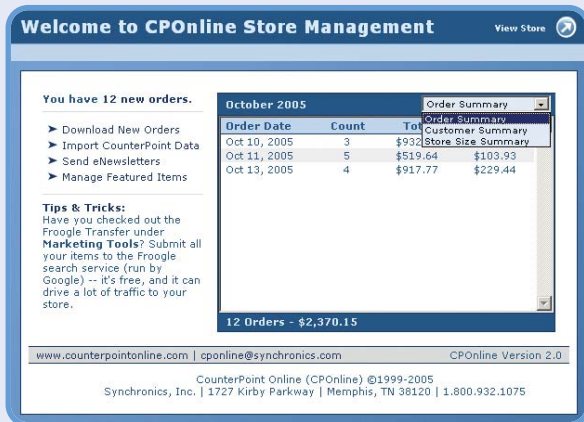 Welcome to CPOnline Store Management
View Store
You have 12 new orders.
Download New Orders
Import CounterPoint Data
Send eNewsletters
Manage Featured Items
Tips & Tricks:
Have you checked out the
Froogle Transfer under
Marketing Tools? Submit all
your items to the Froogle
search service (run by
Google) -- it's free, and it can
drive a lot of traffic to your
store.
October 2005
Order Summary
Order Summary
Customer Summary
Store Size Summary
Order Date Count
Oct 10, 2005 3 $932
Oct 11, 2005 5 $519.64 $103.93
Oct 13, 2005 4 $917.77 $229.44
12 Orders - $2,370.15
www.counterpointonline.com | cponline@synchronics.com
CPOnline Version 2.0
CounterPoint Online (CPOnline) ©1999-2005
Synchronics, Inc. | 1727 Kirby Parkway | Memphis, TN 38120 | 1.800.932.1075